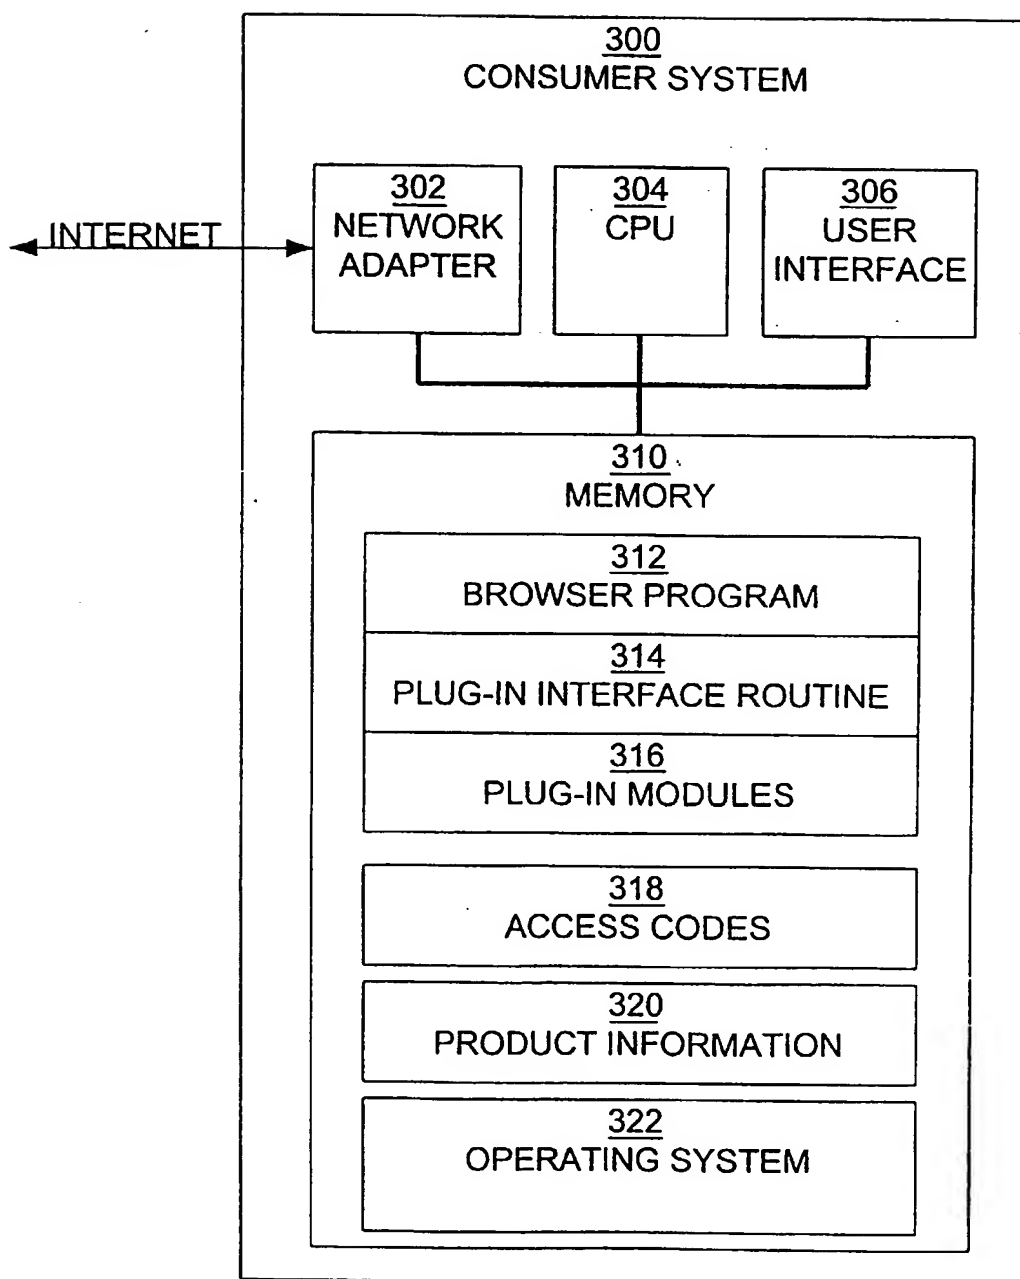 300
CONSUMER SYSTEM
INTERNET
302
NETWORK
ADAPTER
304
CPU
306
USER
INTERFACE
310
MEMORY
312
BROWSER PROGRAM
314
PLUG-IN INTERFACE ROUTINE
316
PLUG-IN MODULES
318
ACCESS CODES
320
PRODUCT INFORMATION
322
OPERATING SYSTEM